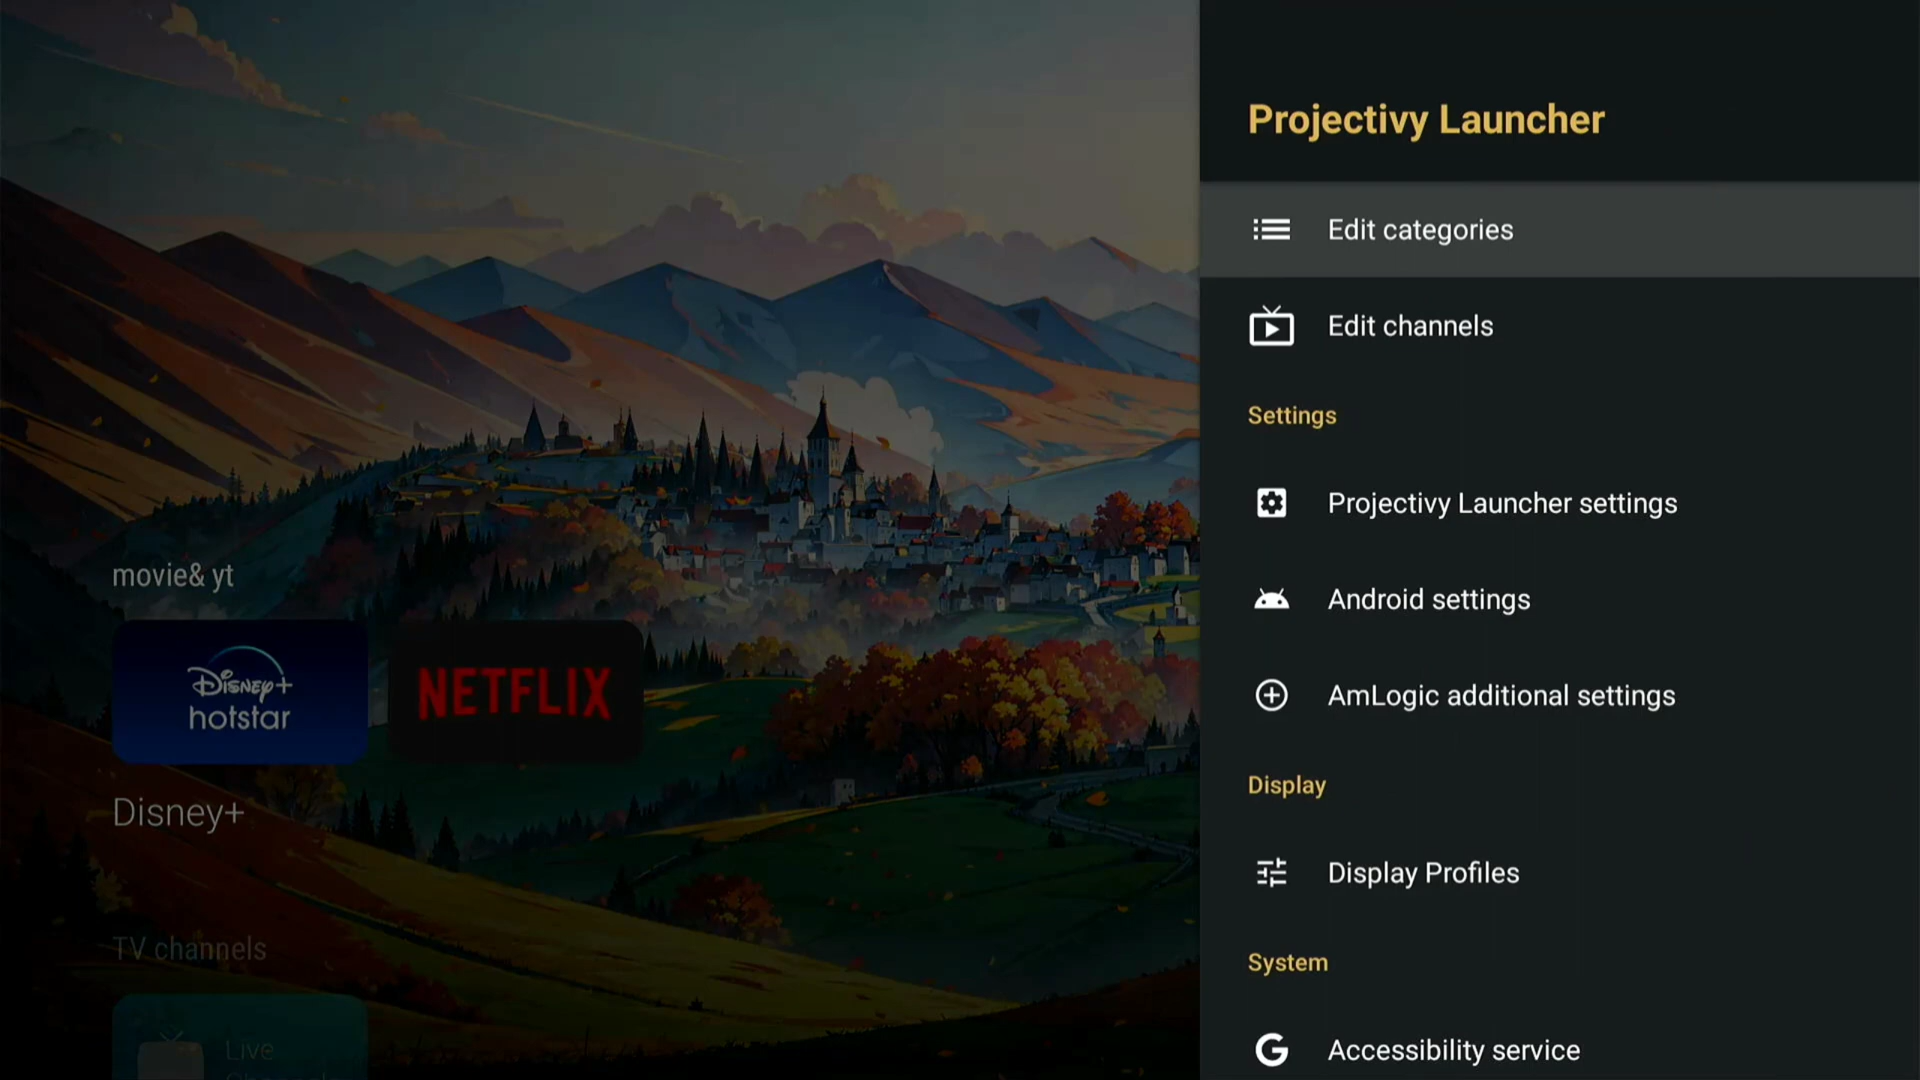 Projectivy Launcher
Edit categories
Edit channels
Settings
Projectivy Launcher settings
Android settings
AmLogic additional settings
Display
Display Profiles
System
Accessibility service
movie& yt
Disney+
hotstar
NETFLIX
Disney+
TV channels
Live